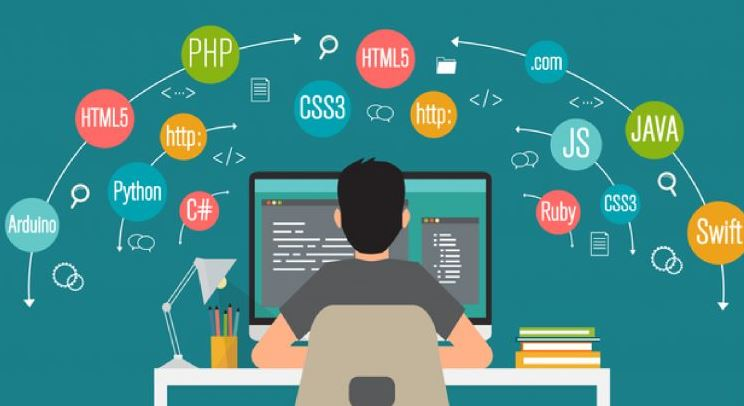 PHP
HTML5
.com
HTML5
CSS3
http:
http:
JS
JAVA
Python
C#
Ruby
CSS3
Arduino
Swift